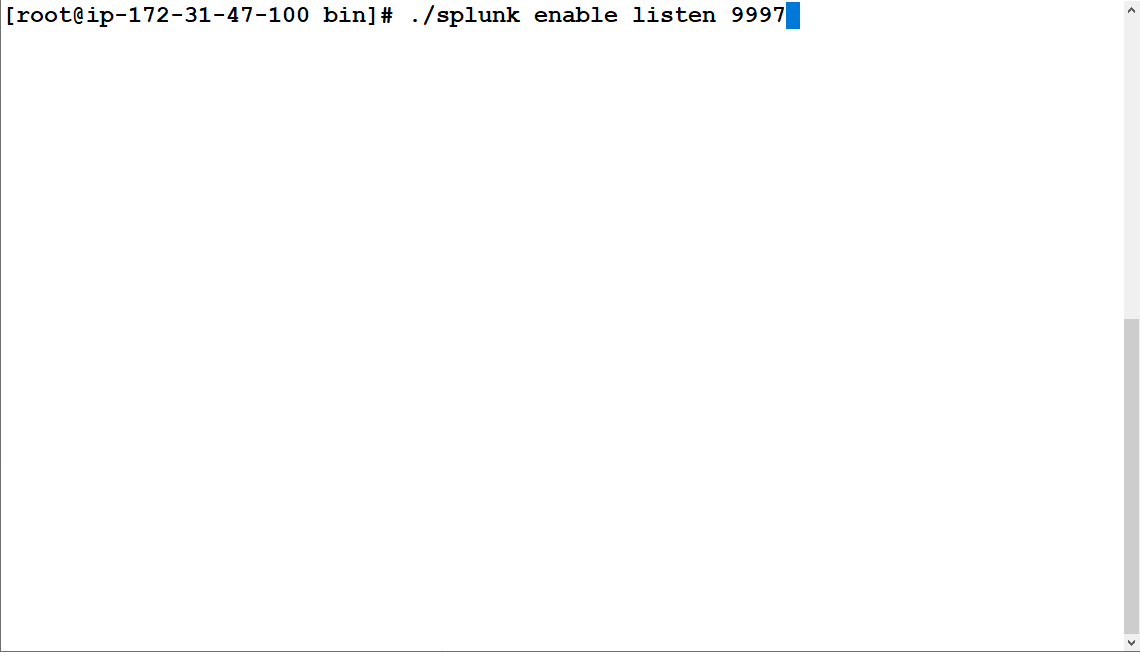 [root@ip-172-31-47-100 bin]# ./splunk enable listen 9997